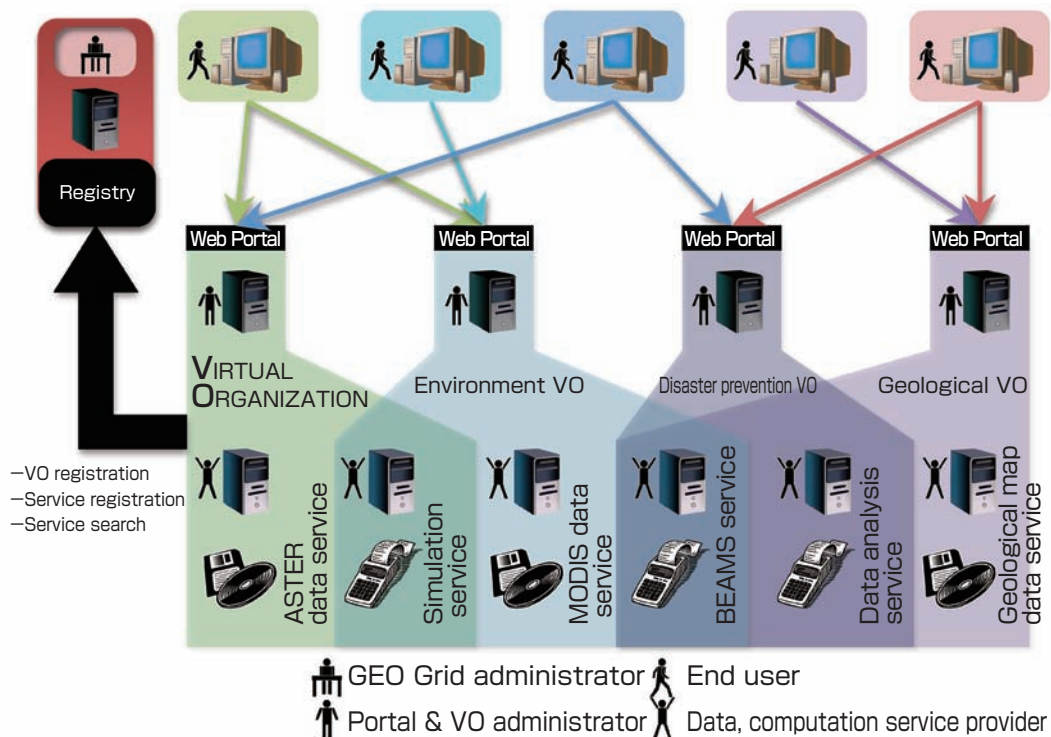 Registry
Web Portal
Web Portal
Web Portal
Web Portal
VIRTUAL
ORGANIZATION
Environment VO
Disaster prevention VO
Geological VO
−VO registration
−Service registration
−Service search
ASTER
data service
Simulation
service
MODIS data
service
BEAMS service
Data analysis
service
Geological map
data service
GEO Grid administrator
End user
Portal & VO administrator
Data, computation service provider